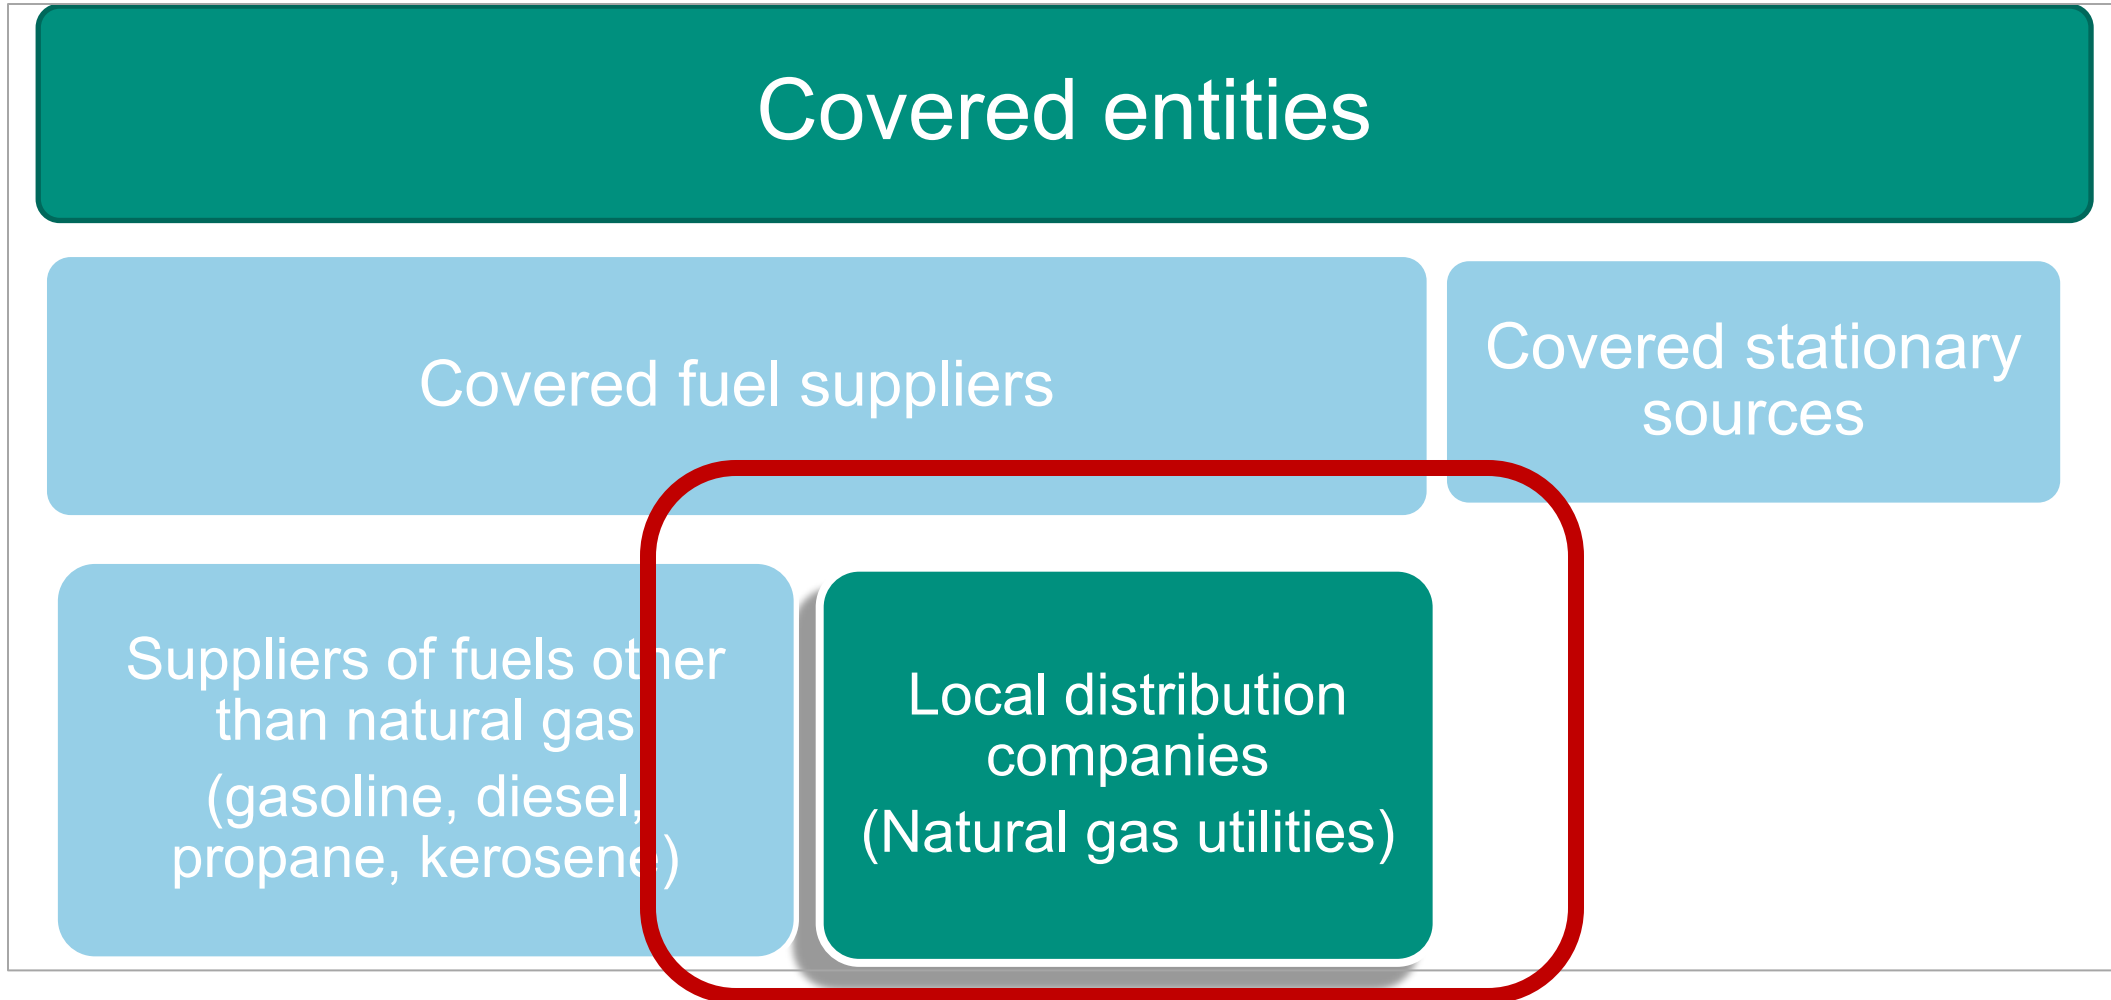 Covered entities
Covered fuel suppliers
Covered stationary
sources
Suppliers of fuels other
than natural gas
(gasoline, diesel,
propane, kerosene)
Local distribution
companies
(Natural gas utilities)